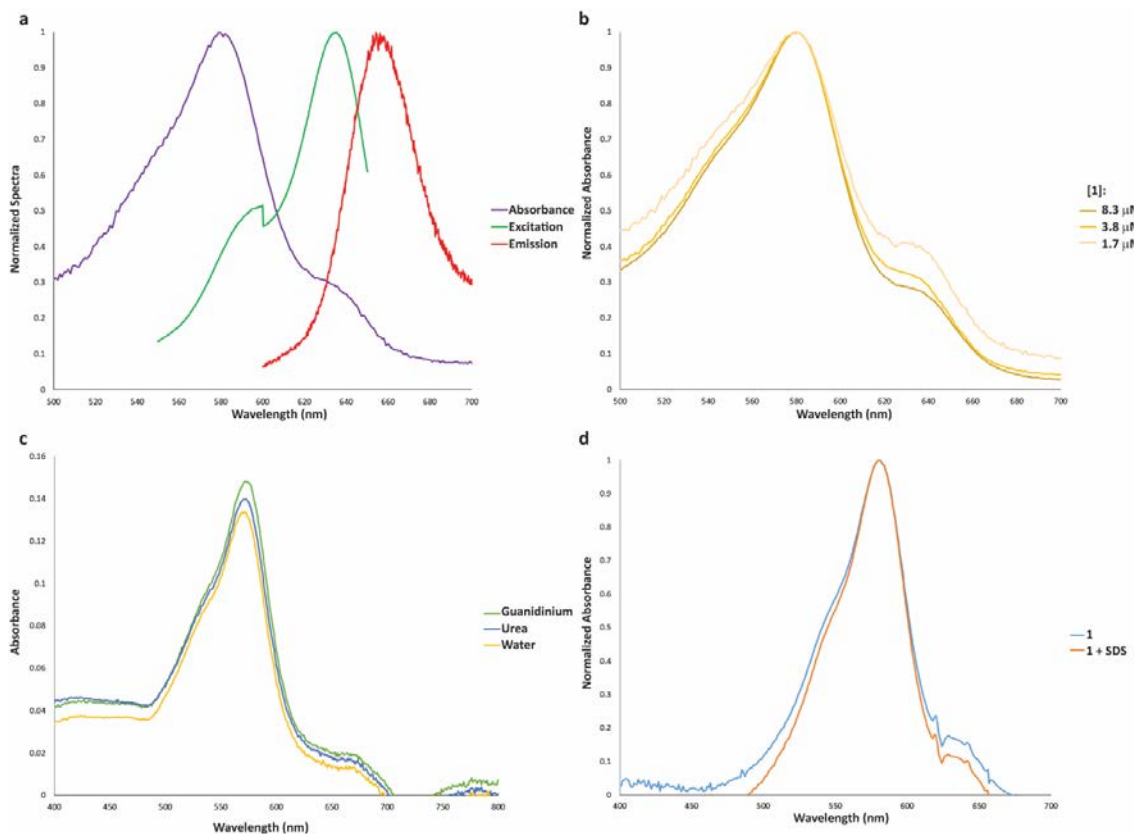 a
1
0.9
0.8
0.7
0.6
0.5
0.4
0.3
0.2
0.1
0
Normalized Spectra
500 520 540 560 580 600 620 640 660 680 700
Wavelength (nm)
Absorbance
Excitation
Emission
b
1
0.9
0.8
0.7
0.6
0.5
0.4
0.3
0.2
0.1
0
Normalized Absorbance
500 520 540 560 580 600 620 640 660 680 700
Wavelength (nm)
[1]:
8.3 μM
3.8 μM
1.7 μM
c
0.16
0.14
0.12
0.1
0.08
0.06
0.04
0.02
0
Absorbance
400 450 500 550 600 650 700 750 800
Wavelength (nm)
Guanidinium
Urea
Water
d
1
0.9
0.8
0.7
0.6
0.5
0.4
0.3
0.2
0.1
0
Normalized Absorbance
400 450 500 550 600 650 700
Wavelength (nm)
1
1 + SDS